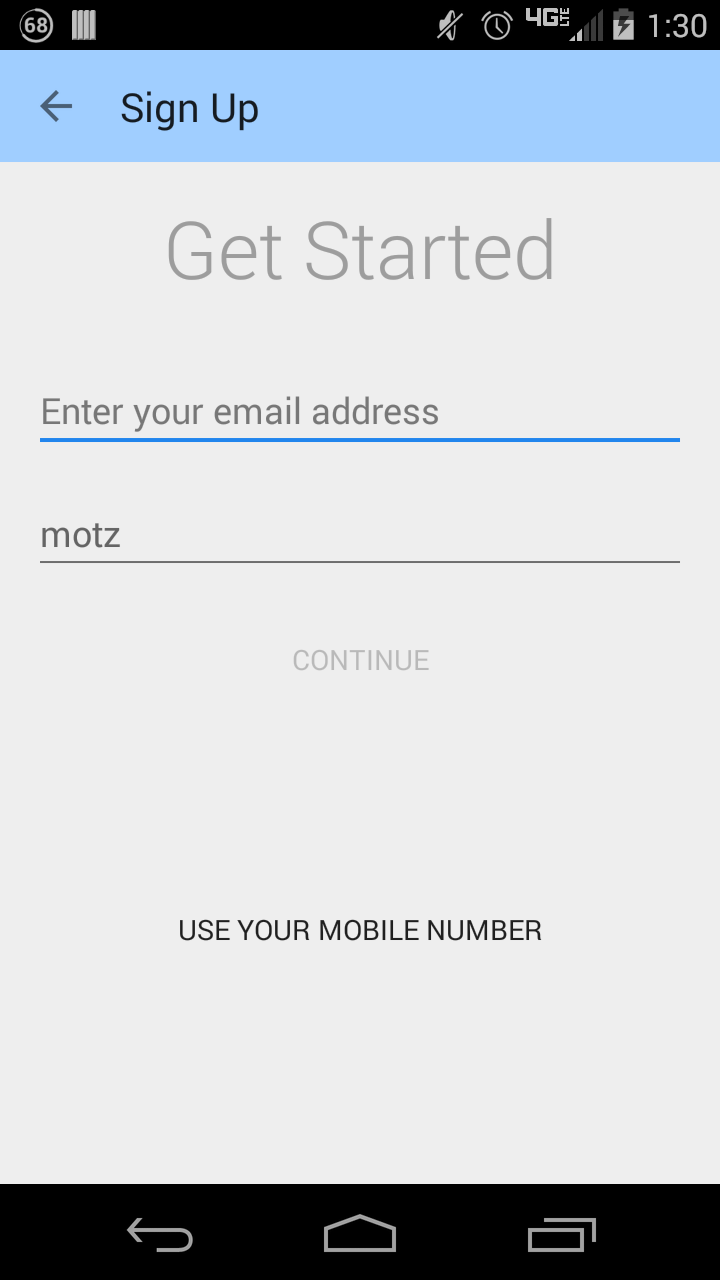 68 4G LTE 1:30
Sign Up
Get Started
Enter your email address
motz
CONTINUE
USE YOUR MOBILE NUMBER